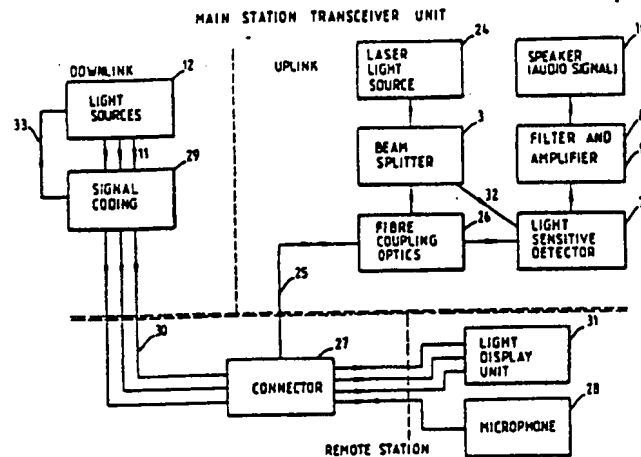 MAIN STATION TRANSCEIVER UNIT
DOWNLINK
12
LIGHT
SOURCES
33
11
29
SIGNAL
CODING
30
UPLINK
24
LASER
LIGHT
SOURCE
3
BEAM
SPLITTER
32
26
FIBRE
COUPLING
OPTICS
25
SPEAKER
(AUDIO SIGNAL)
FILTER AND
AMPLIFIER
LIGHT
SENSITIVE
DETECTOR
27
CONNECTOR
31
LIGHT
DISPLAY
UNIT
28
MICROPHONE
REMOTE STATION